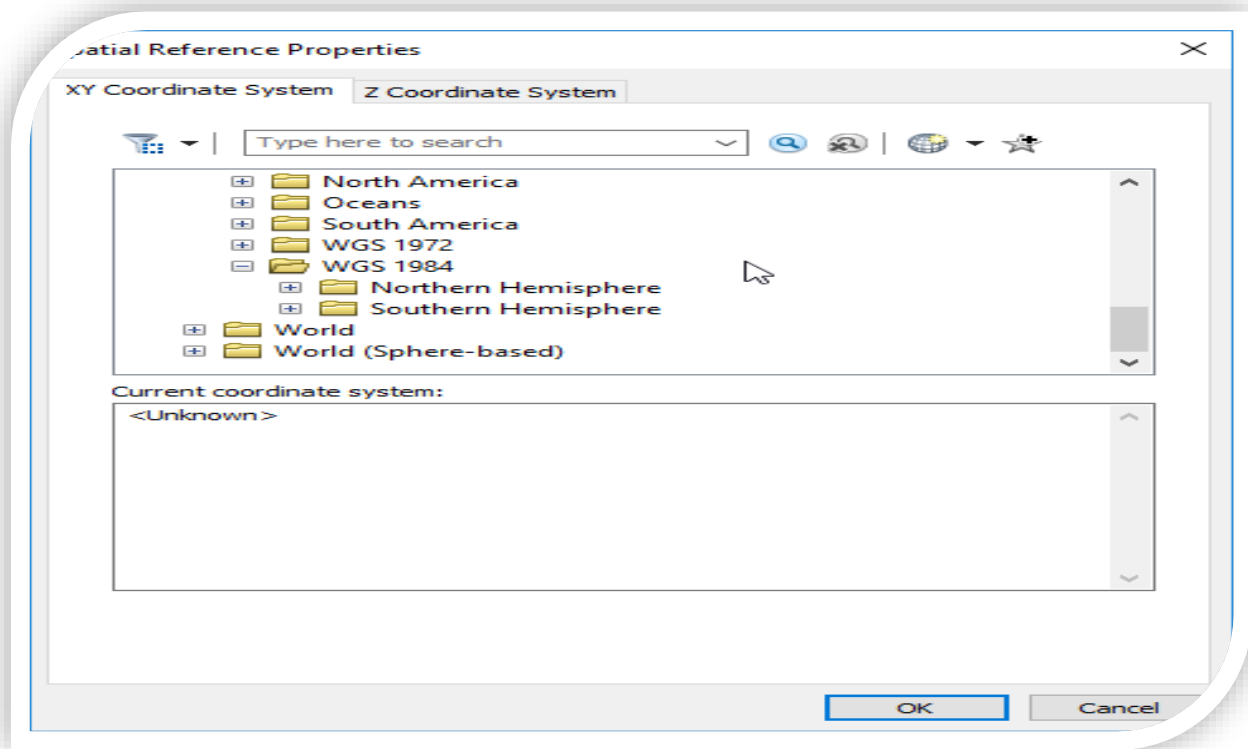 patial Reference Properties
XY Coordinate System Z Coordinate System
Type here to search
North America
Oceans
South America
WGS 1972
WGS 1984
Northern Hemisphere
Southern Hemisphere
World
World (Sphere-based)
Current coordinate system:
<Unknown>
OK Cancel